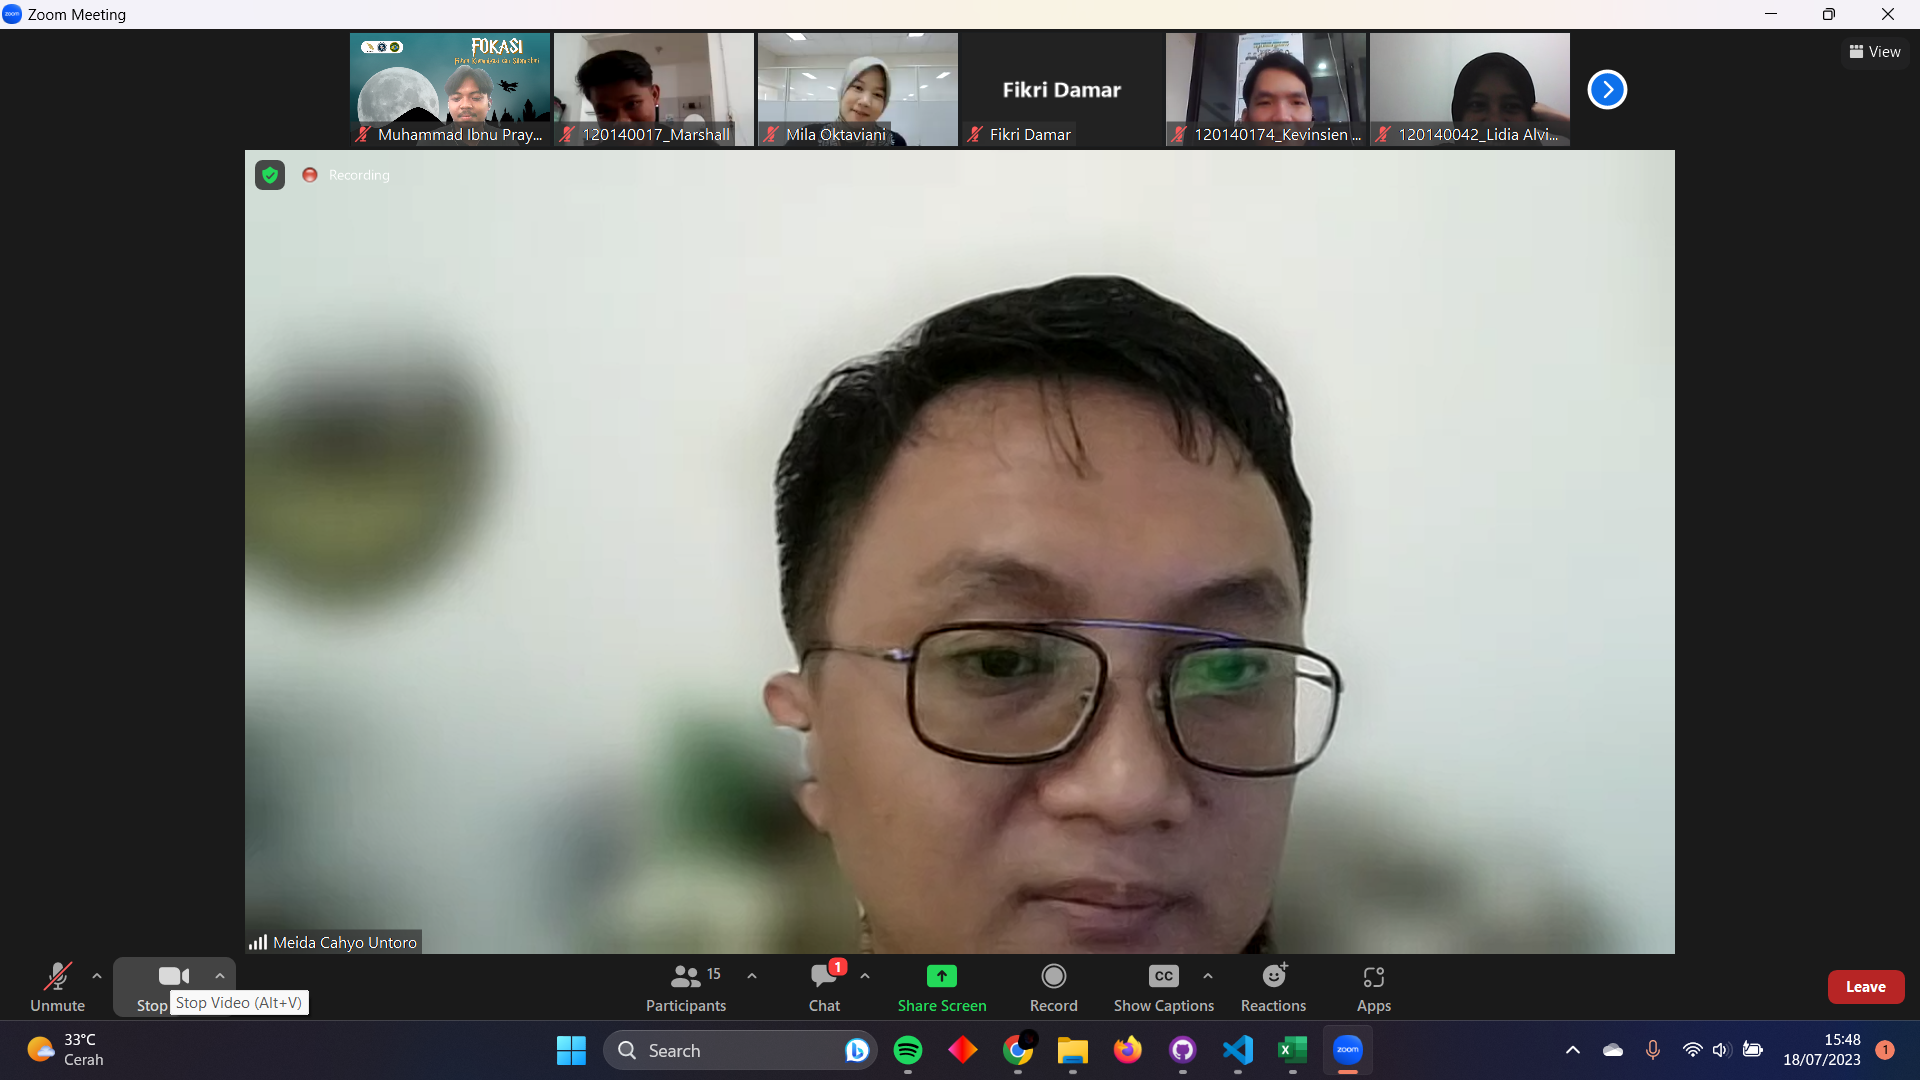 Zoom Meeting
FOKASI
Muhammad Ibnu Pray...
120140017_Marshall
Mila Oktaviani
Fikri Damar
Fikri Damar
120140174_Kevinsien ...
120140042_Lidia Alvi...
View
Recording
Meida Cahyo Untoro
Unmute
Stop
Stop Video (Alt+V)
15
Participants
1
Chat
Share Screen
Record
CC
Show Captions
Reactions
Apps
Leave
33°C
Cerah
Search
zoom
15:48
18/07/2023
1